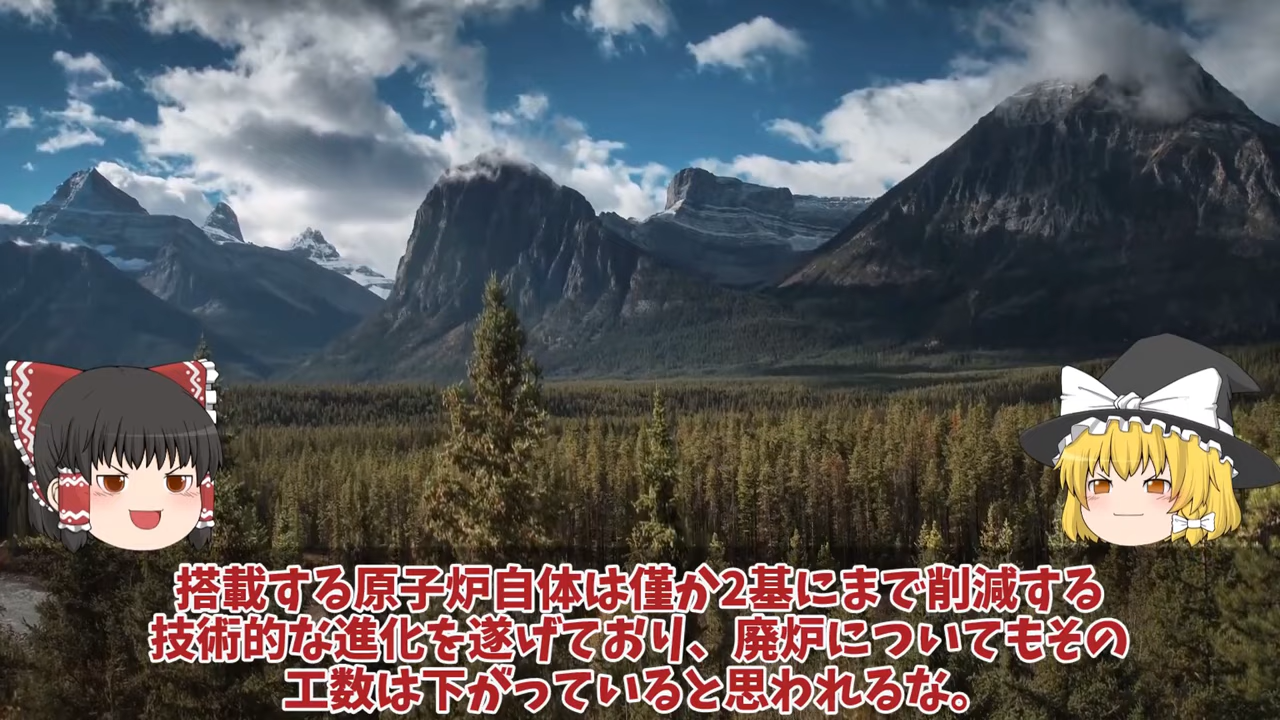 搭載する原子炉自体は僅か2基にまで削減する
技術的な進化を遂げており、廃炉についてもその
工数は下がっていると思われるな。